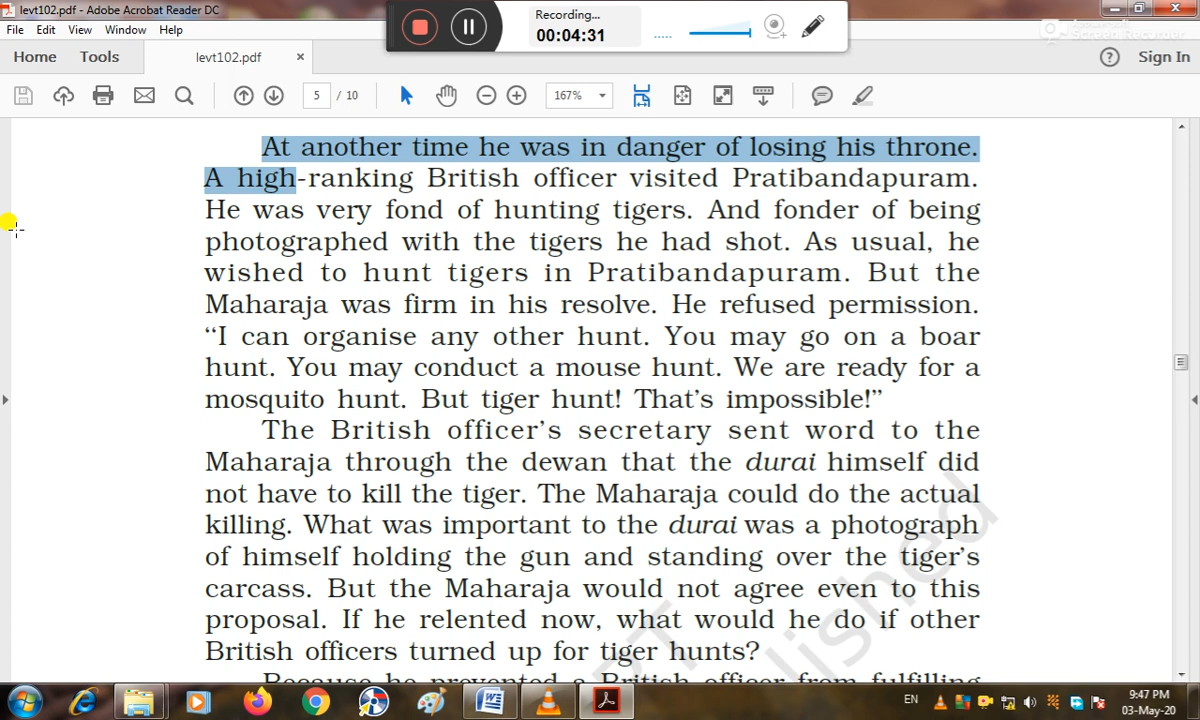 levt102.pdf - Adobe Acrobat Reader DC
File Edit View Window Help
Recording...
00:04:31
Home Tools levt102.pdf × Sign In
5 / 10 167%
At another time he was in danger of losing his throne.
A high-ranking British officer visited Pratibandapuram.
He was very fond of hunting tigers. And fonder of being
photographed with the tigers he had shot. As usual, he
wished to hunt tigers in Pratibandapuram. But the
Maharaja was firm in his resolve. He refused permission.
“I can organise any other hunt. You may go on a boar
hunt. You may conduct a mouse hunt. We are ready for a
mosquito hunt. But tiger hunt! That’s impossible!”
The British officer’s secretary sent word to the
Maharaja through the dewan that the durai himself did
not have to kill the tiger. The Maharaja could do the actual
killing. What was important to the durai was a photograph
of himself holding the gun and standing over the tiger’s
carcass. But the Maharaja would not agree even to this
proposal. If he relented now, what would he do if other
British officers turned up for tiger hunts?
Because he prevented a British officer from fulfilling
EN 9:47 PM
03-May-20